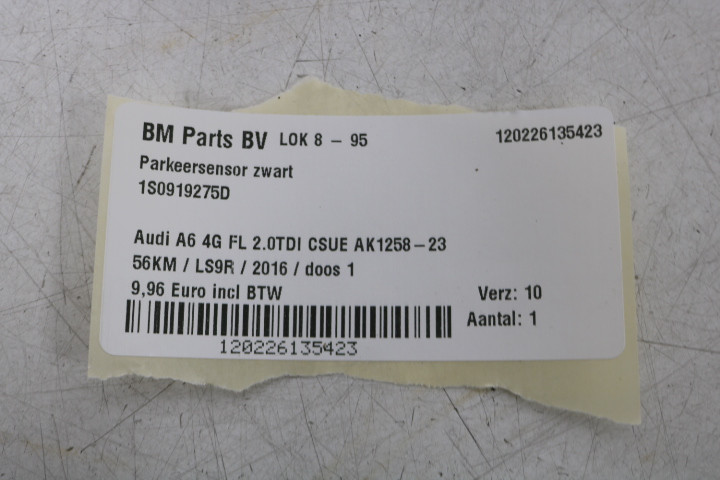 BM Parts BV LOK 8 - 95 120226135423
Parkeersensor zwart
1S0919275D
Audi A6 4G FL 2.0TDI CSUE AK1258-23
56KM / LS9R / 2016 / doos 1
9,96 Euro incl BTW Verz: 10
Aantal: 1
120226135423